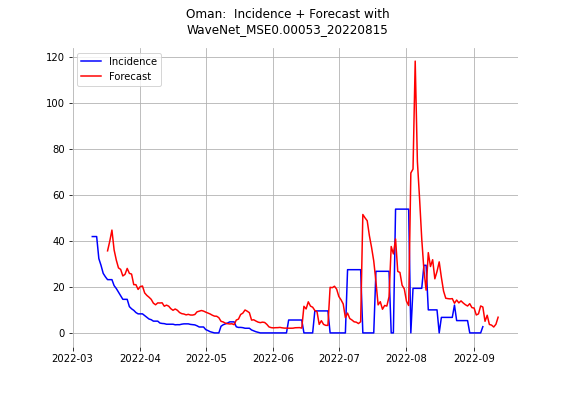 Oman:  Incidence + Forecast with
WaveNet_MSE0.00053_20220815
120
Incidence
Forecast
100
80
60
40
20
0
2022-03 2022-04 2022-05 2022-06 2022-07 2022-08 2022-09